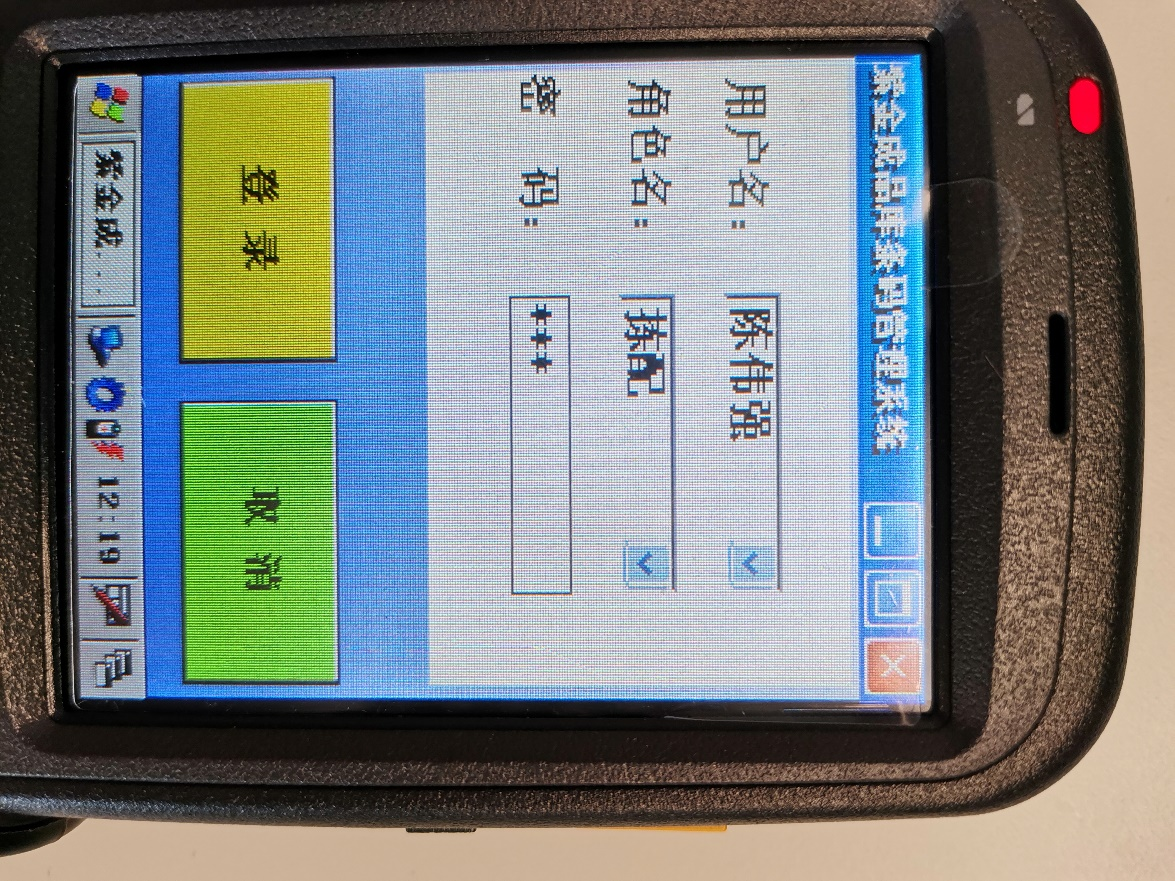 紫金成品库条码管理系统
用户名: 陈伟强
角色名: 拣配
密 码: ***
登 录 取 消
紫金成... 12:19